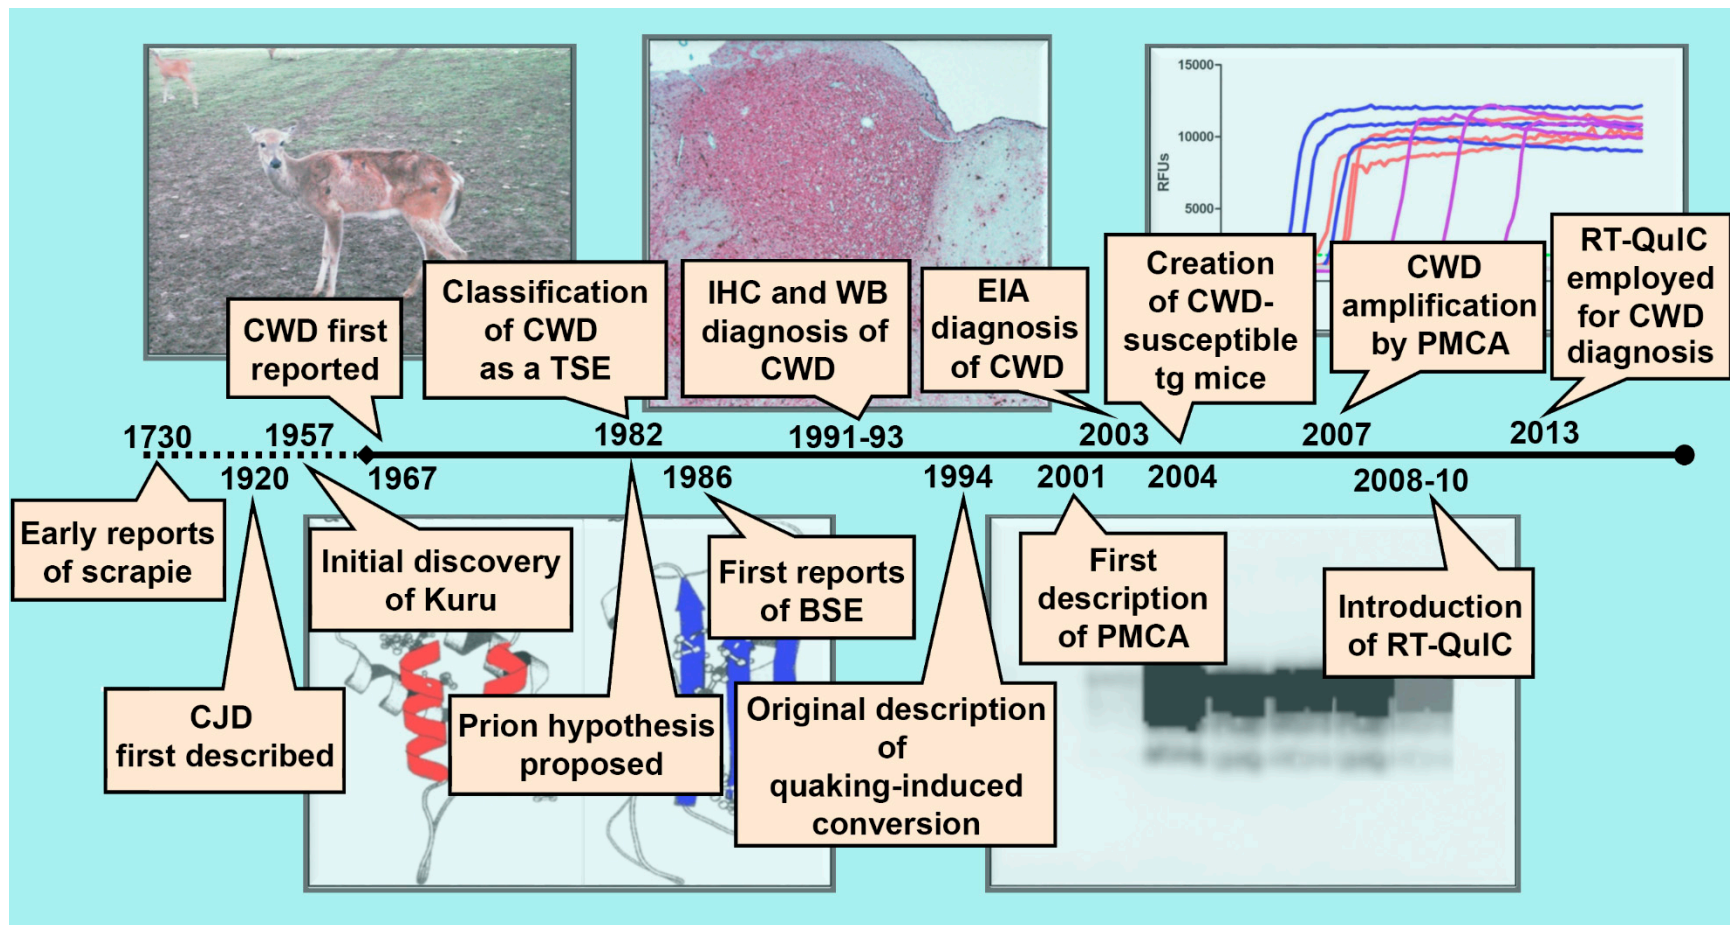 15000
10000
5000
RFUs
CWD first
reported
Classification
of CWD
as a TSE
IHC and WB
diagnosis of
CWD
EIA
diagnosis
of CWD
Creation
of CWD-
susceptible
tg mice
CWD
amplification
by PMCA
RT-QuIC
employed
for CWD
diagnosis
1730
1957
1982
1991-93
2003
2007
2013
1920
1967
1986
1994
2001
2004
2008-10
Early reports
of scrapie
CJD
first described
Initial discovery
of Kuru
Prion hypothesis
proposed
First reports
of BSE
Original description
of
quaking-induced
conversion
First
description
of PMCA
Introduction
of RT-QuIC